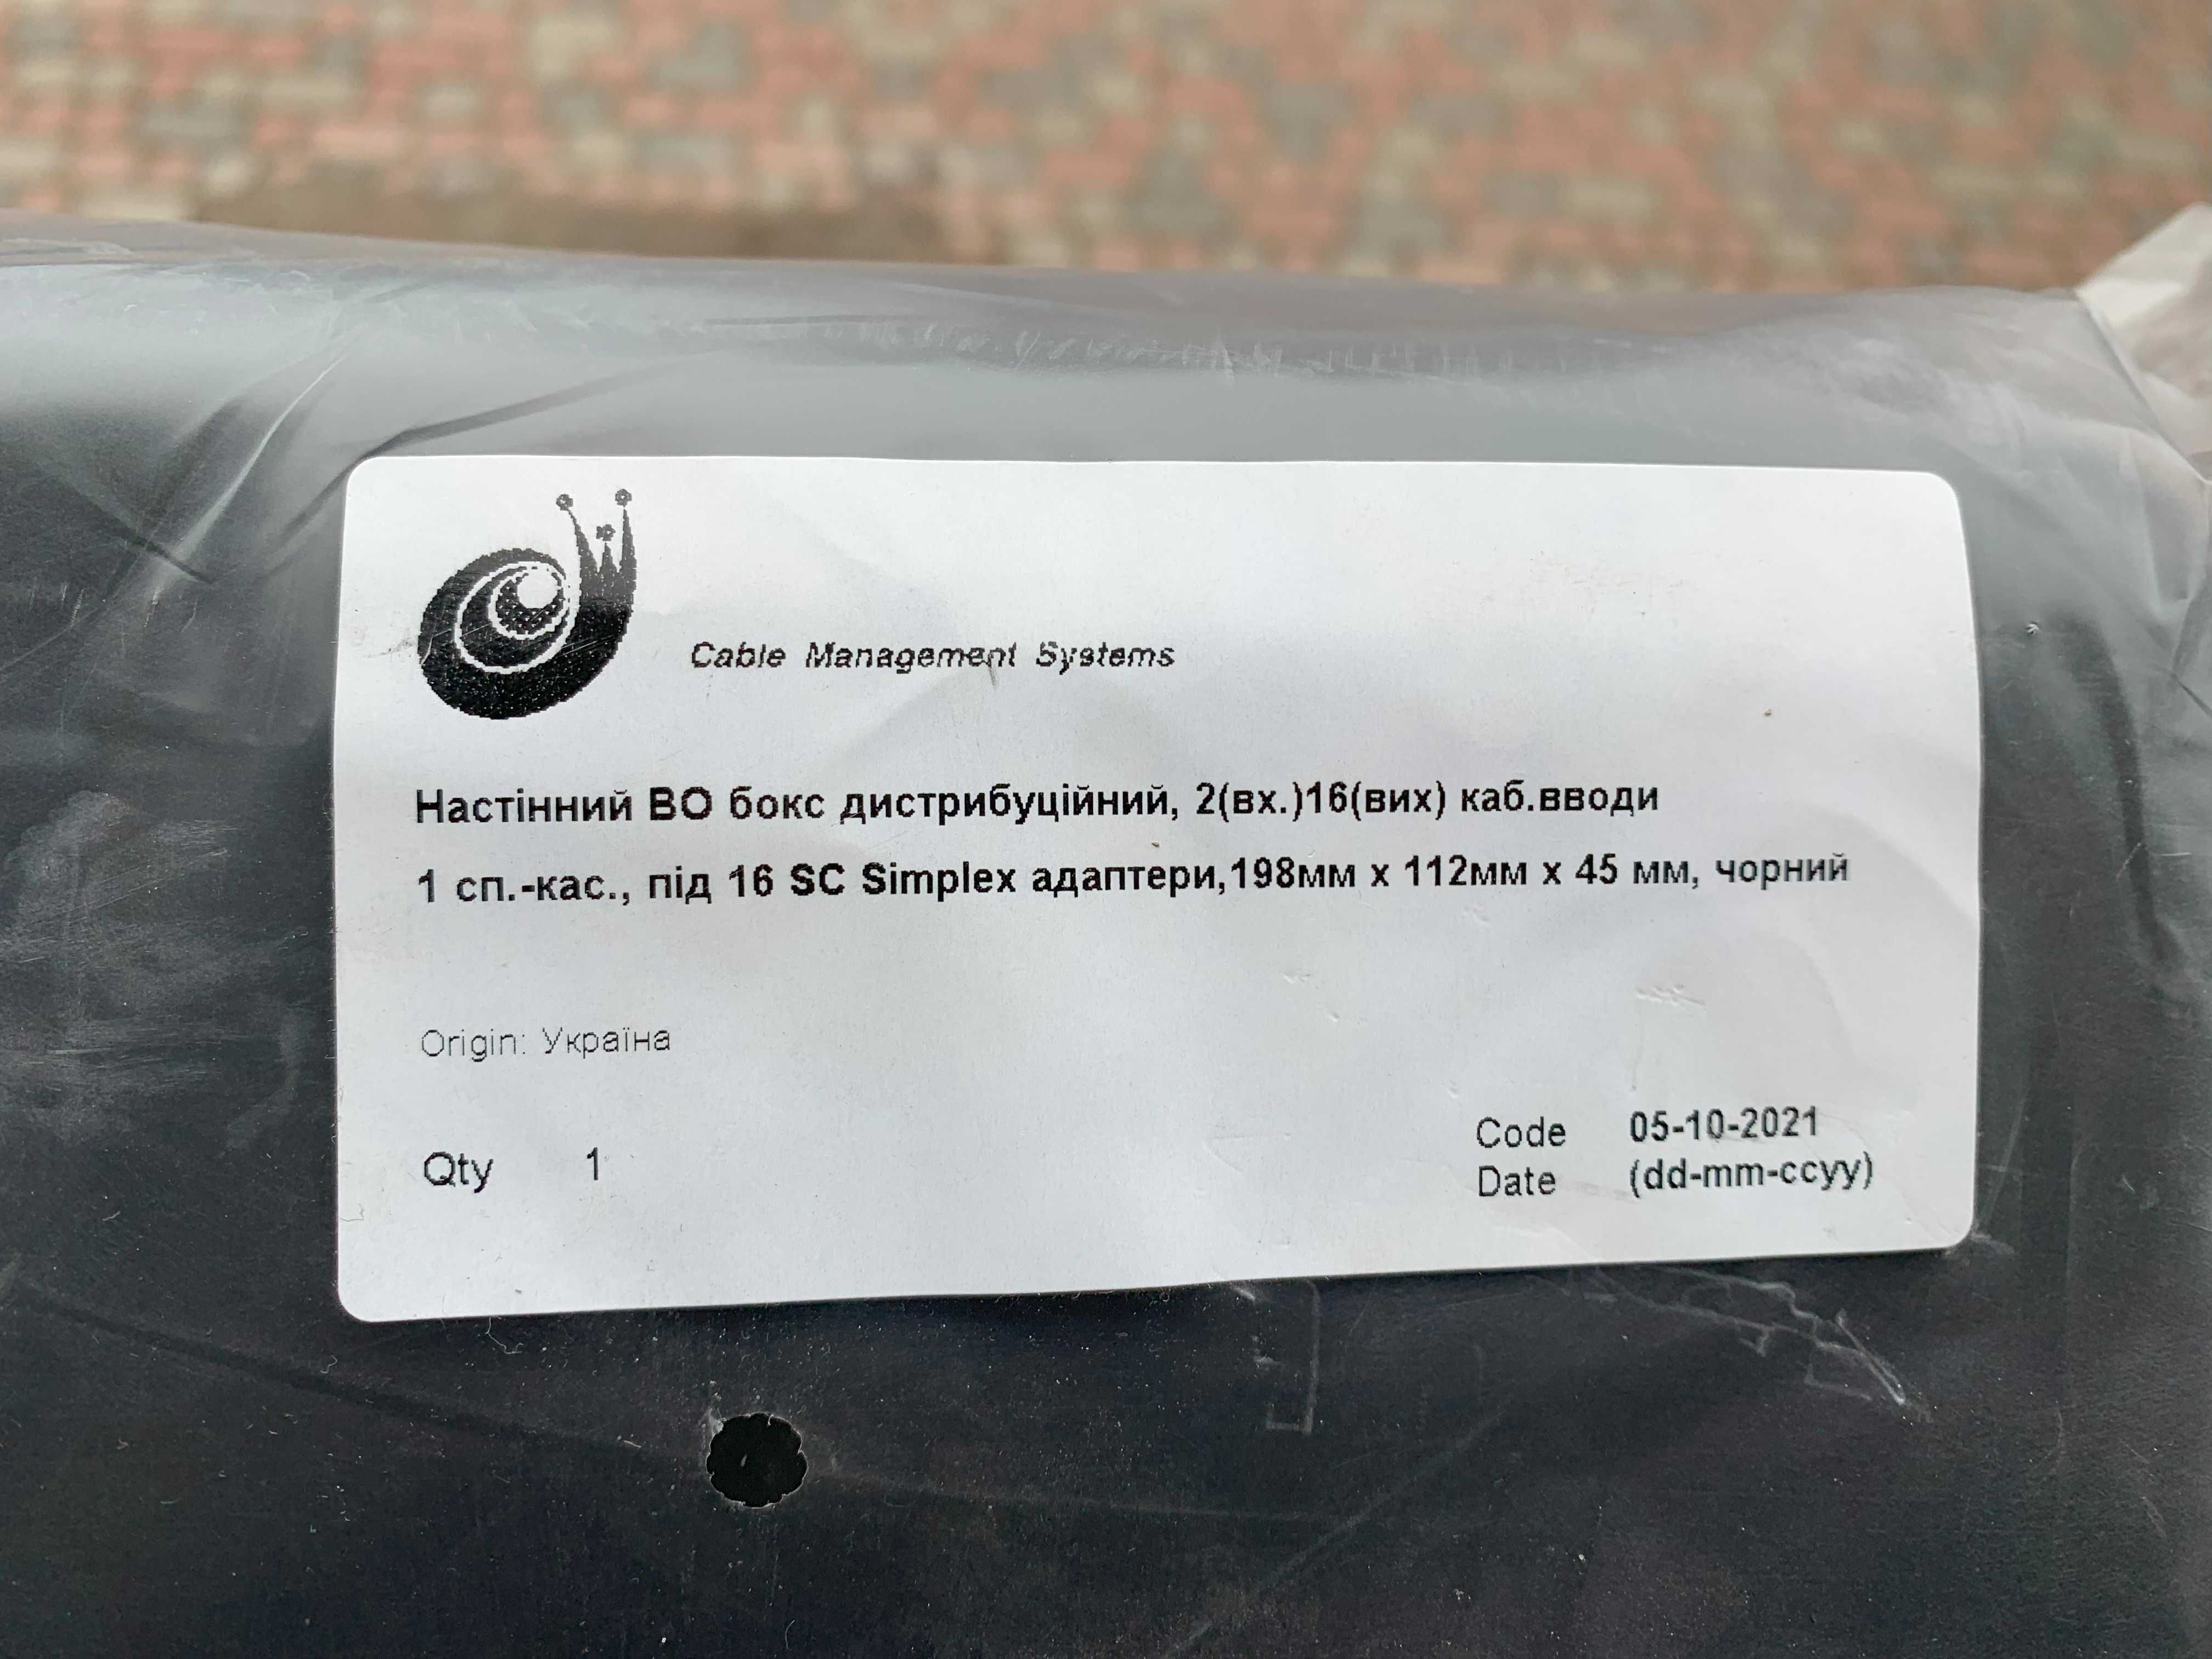 Cable Management Systems
Настінний ВО бокс дистрибуційний, 2(вх.)16(вих) каб.вводи
1 сп.-кас., під 16 SC Simplex адаптери,198мм х 112мм х 45 мм, чорний
Origin: Україна
Qty 1
Code 05-10-2021
Date (dd-mm-ccyy)